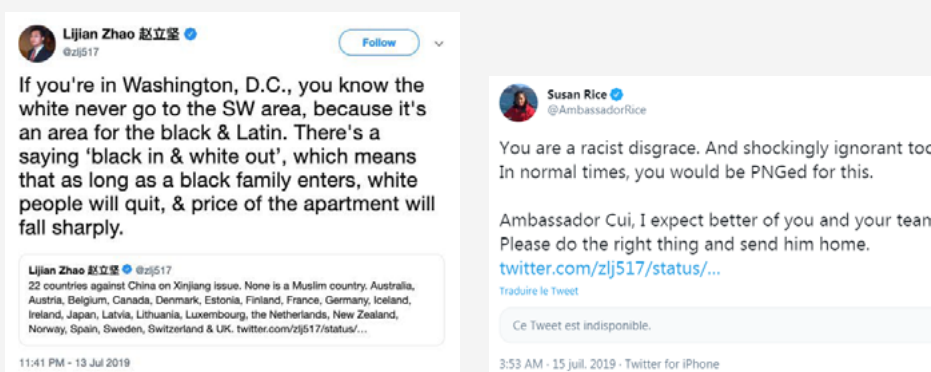 Lijian Zhao 赵立坚
@zlj517
Follow
If you're in Washington, D.C., you know the
white never go to the SW area, because it's
an area for the black & Latin. There's a
saying ‘black in & white out’, which means
that as long as a black family enters, white
people will quit, & price of the apartment will
fall sharply.
Lijian Zhao 赵立坚 @zlj517
22 countries against China on Xinjiang issue. None is a Muslim country. Australia,
Austria, Belgium, Canada, Denmark, Estonia, Finland, France, Germany, Iceland,
Ireland, Japan, Latvia, Lithuania, Luxembourg, the Netherlands, New Zealand,
Norway, Spain, Sweden, Switzerland & UK. twitter.com/zlj517/status/...
11:41 PM - 13 Jul 2019
Susan Rice
@AmbassadorRice
You are a racist disgrace. And shockingly ignorant
In normal times, you would be PNGed for this.
Ambassador Cui, I expect better of you and your
Please do the right thing and send him home.
twitter.com/zlj517/status/...
Traduire le Tweet
Ce Tweet est indisponible.
3:53 AM · 15 juil. 2019 · Twitter for iPhone